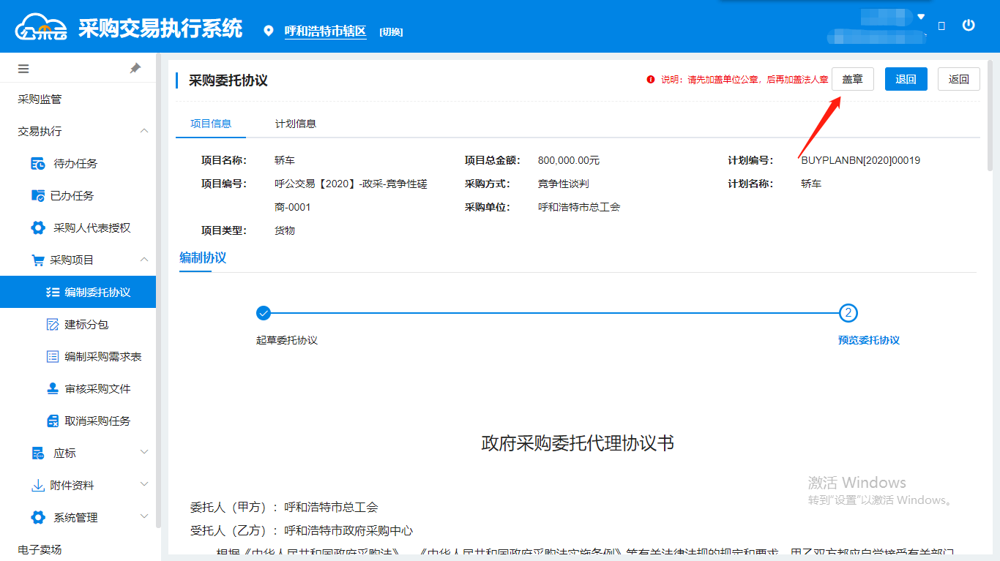 公采云 采购交易执行系统 呼和浩特市辖区 [切换]
采购监管
交易执行
待办任务
已办任务
采购人代表授权
采购项目
编制委托协议
建标分包
编制采购需求表
审核采购文件
取消采购任务
应标
附件资料
系统管理
电子卖场
采购委托协议 说明：请先加盖单位公章，后再加盖法人章 盖章 退回 返回
项目信息 计划信息
项目名称： 轿车 项目总金额： 800,000.00元 计划编号： BUYPLANBN[2020]00019
项目编号： 呼公交易【2020】-政采-竞争性磋 采购方式： 竞争性谈判 计划名称： 轿车
商-0001 采购单位： 呼和浩特市总工会
项目类型： 货物
编制协议
2
起草委托协议 预览委托协议
政府采购委托代理协议书
激活 Windows
转到"设置"以激活 Windows。
委托人（甲方）：呼和浩特市总工会
受托人（乙方）：呼和浩特市政府采购中心
根据《中华人民共和国政府采购法》、《中华人民共和国政府采购法实施条例》等有关法律法规的规定和要求，甲乙双方都应自觉接受有关部门